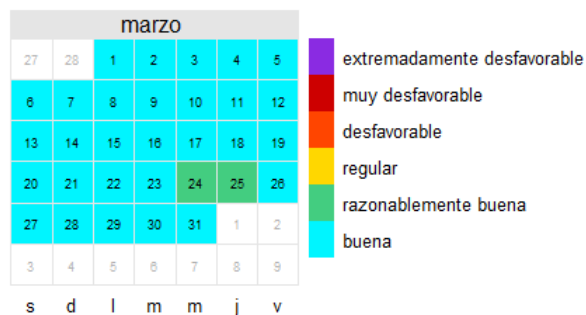 marzo
27 28 1 2 3 4 5
6 7 8 9 10 11 12
13 14 15 16 17 18 19
20 21 22 23 24 25 26
27 28 29 30 31 1 2
3 4 5 6 7 8 9
s d l m m j v
extremadamente desfavorable
muy desfavorable
desfavorable
regular
razonablemente buena
buena